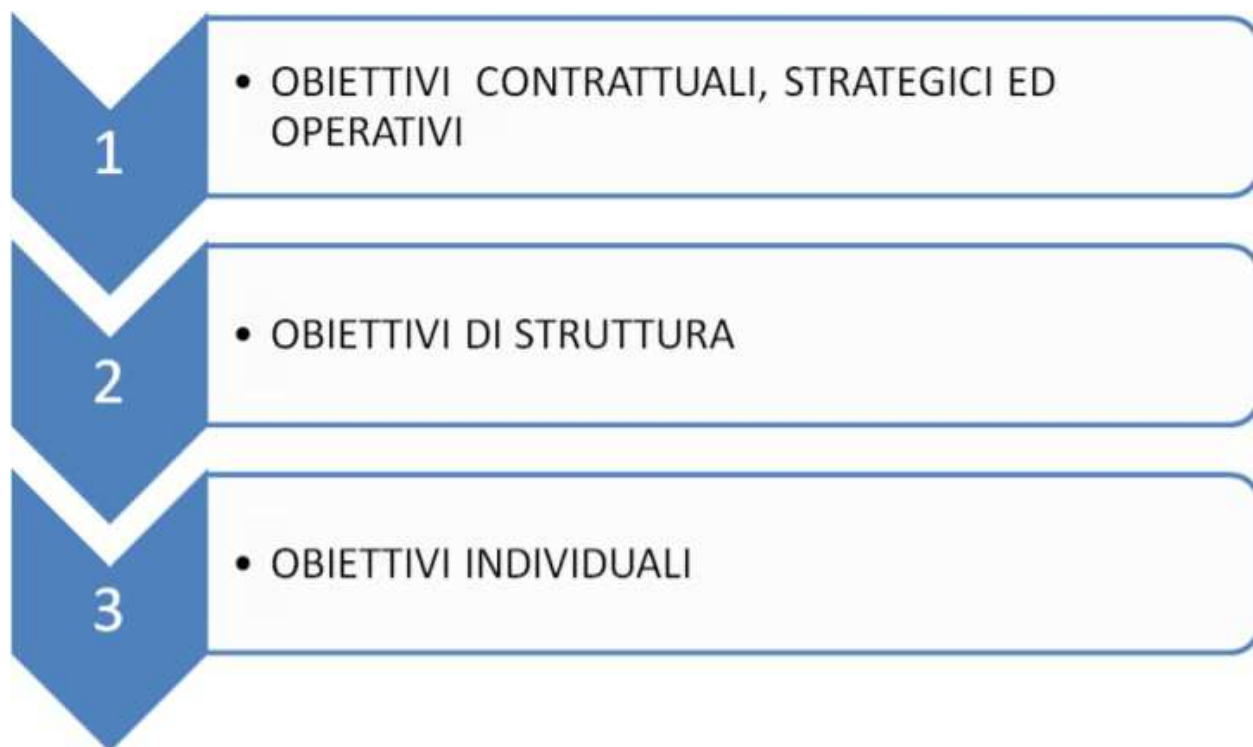 1
• OBIETTIVI CONTRATTUALI, STRATEGICI ED
OPERATIVI
2
• OBIETTIVI DI STRUTTURA
3
• OBIETTIVI INDIVIDUALI